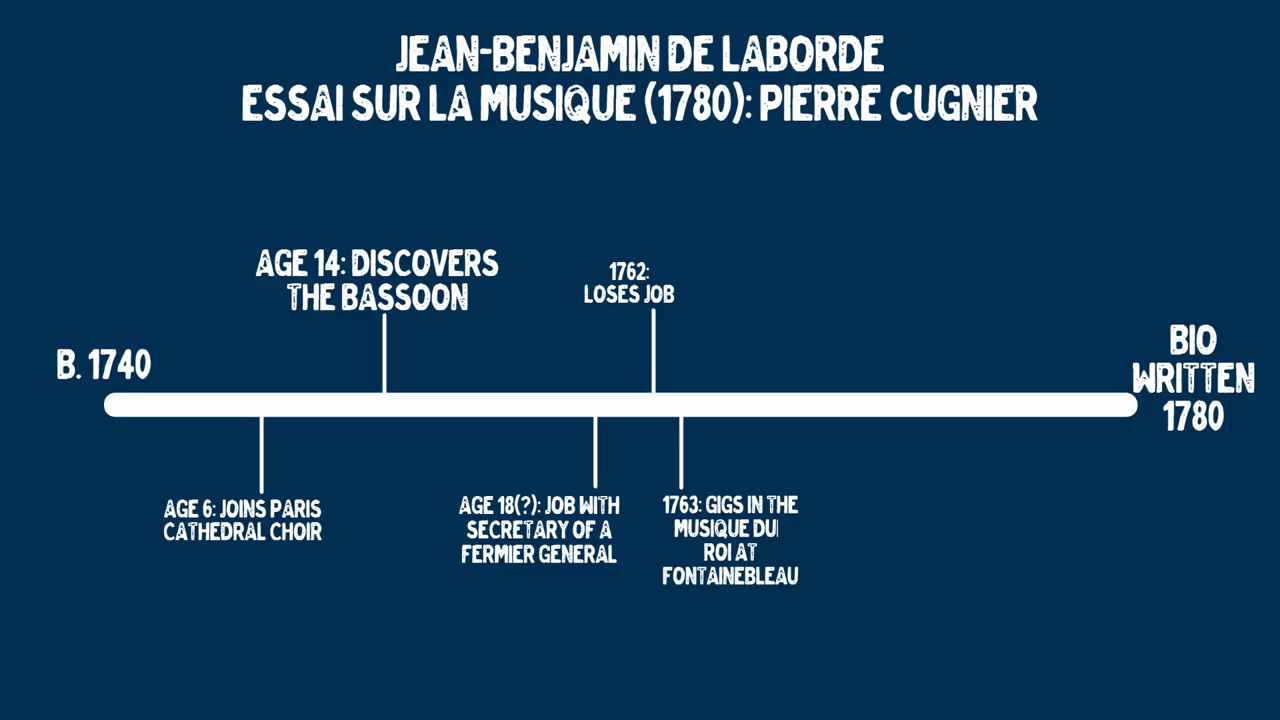 JEAN-BENJAMIN DE LABORDE
ESSAI SUR LA MUSIQUE (1780): PIERRE CUGNIER
AGE 14: DISCOVERS
THE BASSOON
1762:
LOSES JOB
B. 1740
BIO
WRITTEN
1780
AGE 6: JOINS PARIS
CATHEDRAL CHOIR
AGE 18(?): JOB WITH
SECRETARY OF A
FERMIER GENERAL
1763: GIGS IN THE
MUSIQUE DU
ROI AT
FONTAINEBLEAU